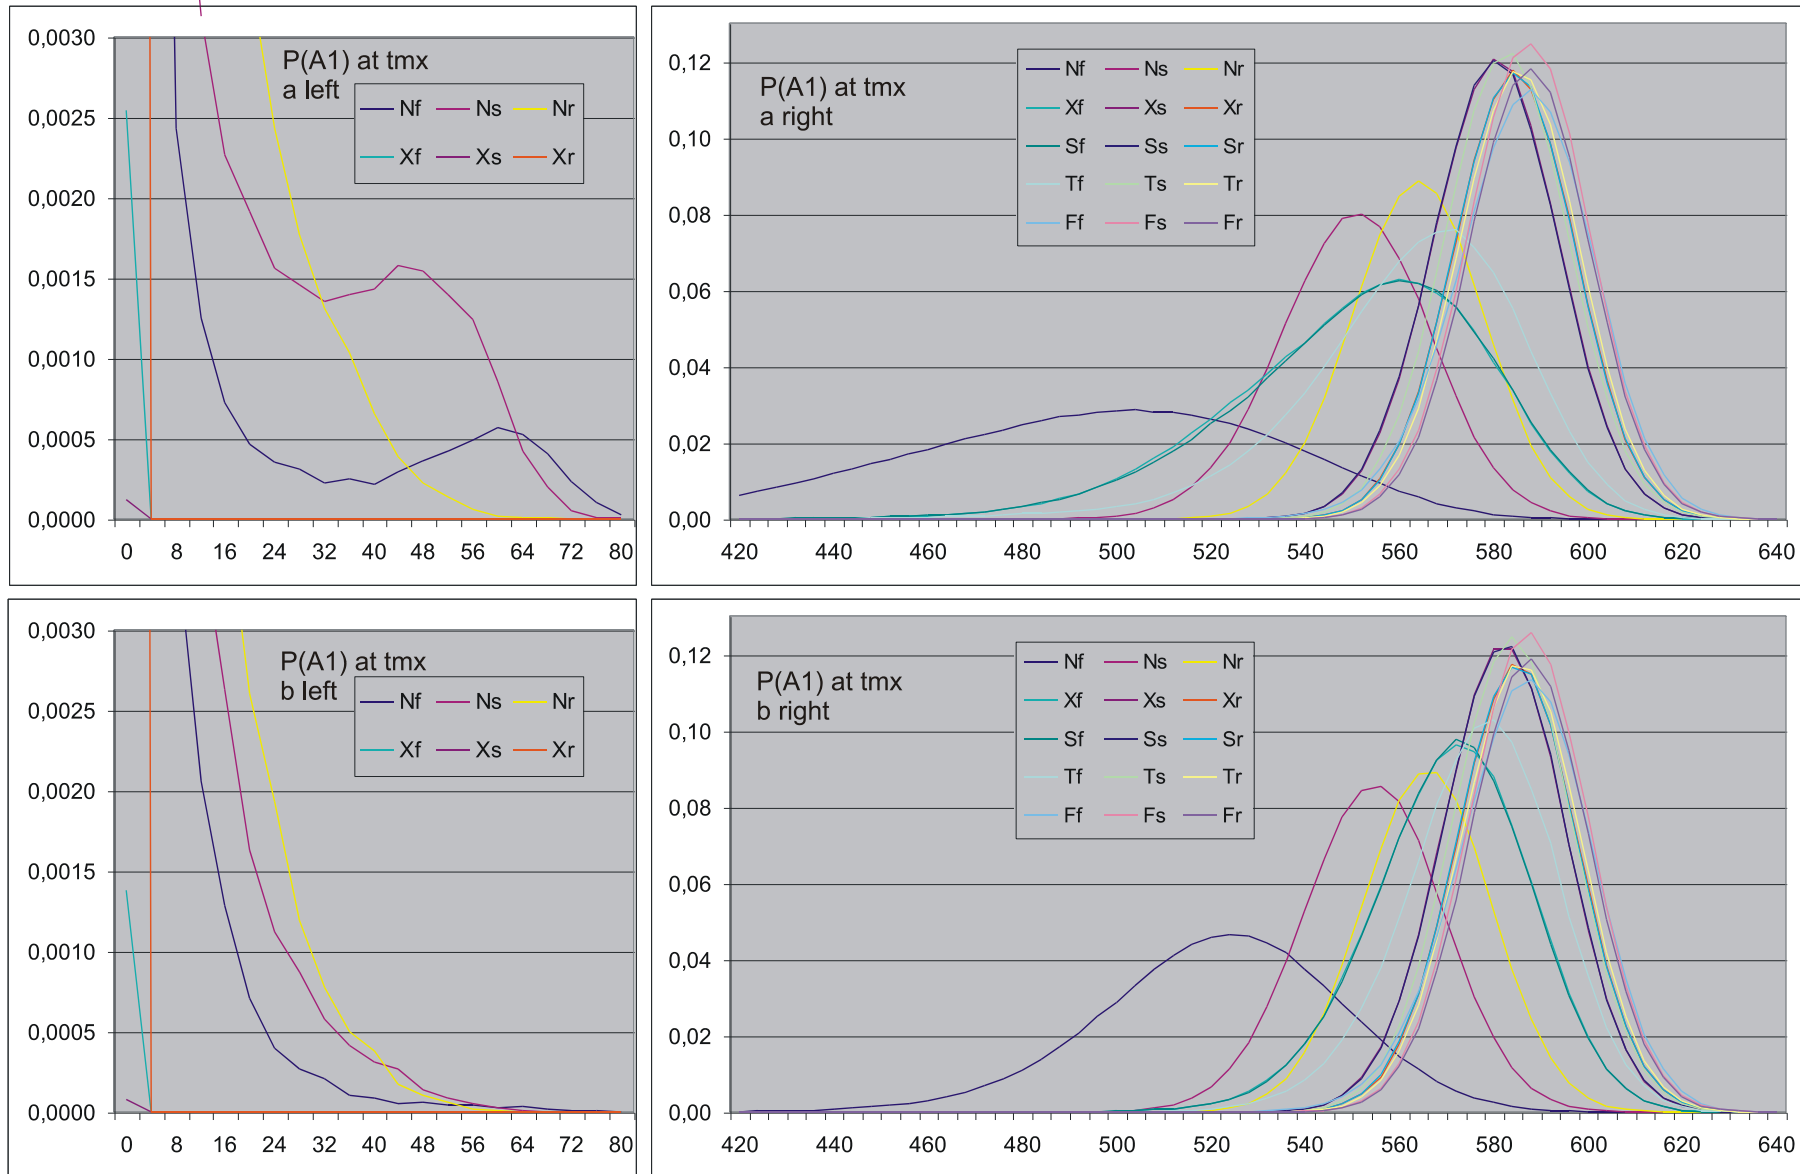 P(A1) at tmx
a left
Nf Ns Nr
Xf Xs Xr
0,0030
0,0025
0,0020
0,0015
0,0010
0,0005
0,0000
0 8 16 24 32 40 48 56 64 72 80
P(A1) at tmx
a right
Nf Ns Nr
Xf Xs Xr
Sf Ss Sr
Tf Ts Tr
Ff Fs Fr
0,12
0,10
0,08
0,06
0,04
0,02
0,00
420 440 460 480 500 520 540 560 580 600 620 640
P(A1) at tmx
b left
Nf Ns Nr
Xf Xs Xr
0,0030
0,0025
0,0020
0,0015
0,0010
0,0005
0,0000
0 8 16 24 32 40 48 56 64 72 80
P(A1) at tmx
b right
Nf Ns Nr
Xf Xs Xr
Sf Ss Sr
Tf Ts Tr
Ff Fs Fr
0,12
0,10
0,08
0,06
0,04
0,02
0,00
420 440 460 480 500 520 540 560 580 600 620 640